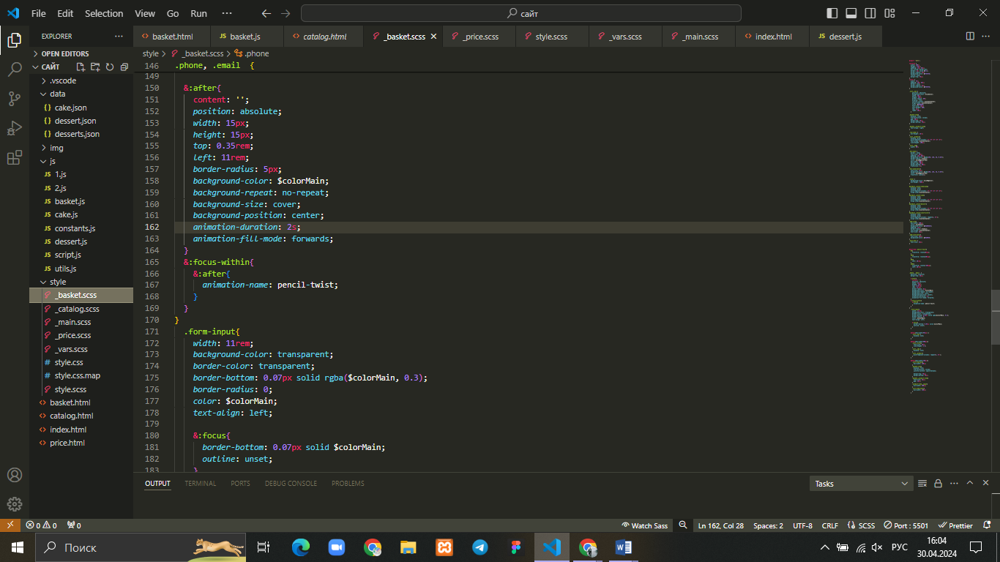 File Edit Selection View Go Run ··· сайт
EXPLORER ···
basket.html basket.js catalog.html _basket.scss _price.scss style.scss _vars.scss _main.scss index.html JS dessert.js
OPEN EDITORS
САЙТ
.vscode
data
{} cake.json
{} dessert.json
{} desserts.json
img
js
JS 1.js
JS 2.js
JS basket.js
JS cake.js
JS constants.js
JS dessert.js
JS script.js
JS utils.js
style
_basket.scss
_catalog.scss
_main.scss
_price.scss
_vars.scss
# style.css
style.css.map
style.scss
basket.html
catalog.html
index.html
price.html
style > _basket.scss > .phone
146 .phone, .email {
149
150 &:after{
151 content: '';
152 position: absolute;
153 width: 15px;
154 height: 15px;
155 top: 0.35rem;
156 left: 11rem;
157 border-radius: 5px;
158 background-color: $colorMain;
159 background-repeat: no-repeat;
160 background-size: cover;
161 background-position: center;
162 animation-duration: 2s;
163 animation-fill-mode: forwards;
164 }
165 &:focus-within{
166 &:after{
167 animation-name: pencil-twist;
168 }
169 }
170 }
171 .form-input{
172 width: 11rem;
173 background-color: transparent;
174 border-color: transparent;
175 border-bottom: 0.07px solid rgba($colorMain, 0.3);
176 border-radius: 0;
177 color: $colorMain;
178 text-align: left;
179
180 &:focus{
181 border-bottom: 0.07px solid $colorMain;
182 outline: unset;
183 }
OUTPUT TERMINAL PORTS DEBUG CONSOLE PROBLEMS Tasks
0 0 0 Watch Sass Ln 162, Col 28 Spaces: 2 UTF-8 CRLF {} SCSS Port : 5501 Prettier
Поиск РУС 16:04
30.04.2024